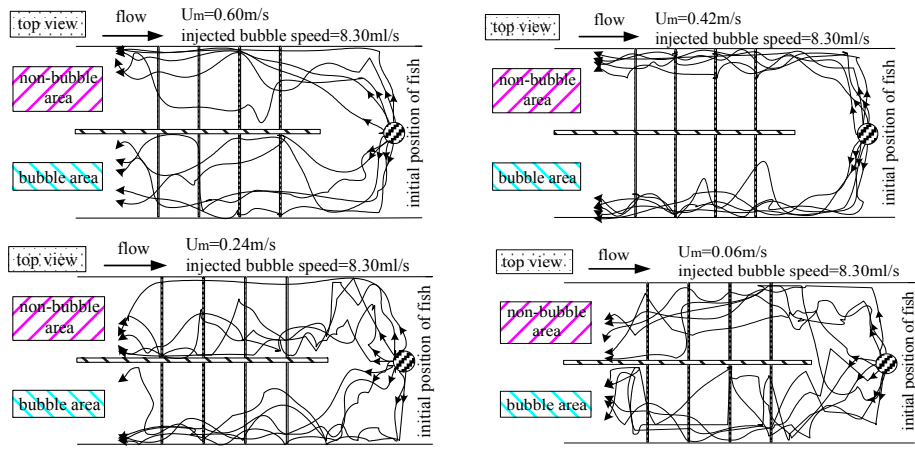 top view
flow
Um=0.60m/s
injected bubble speed=8.30ml/s
non-bubble
area
bubble area
initial position of fish
top view
flow
Um=0.42m/s
injected bubble speed=8.30ml/s
non-bubble
area
bubble area
initial position of fish
top view
flow
Um=0.24m/s
injected bubble speed=8.30ml/s
non-bubble
area
bubble area
initial position of fish
top view
flow
Um=0.06m/s
injected bubble speed=8.30ml/s
non-bubble
area
bubble area
initial position of fish